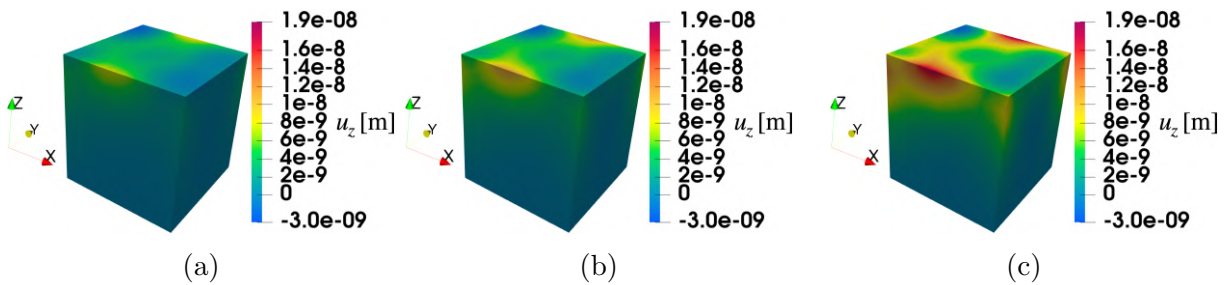 1.9e-08
1.6e-8
1.4e-8
1.2e-8
1e-8
8e-9
6e-9
4e-9
2e-9
0
-3.0e-09
u_z [m]
Z
Y
X
(a)
1.9e-08
1.6e-8
1.4e-8
1.2e-8
1e-8
8e-9
6e-9
4e-9
2e-9
0
-3.0e-09
u_z [m]
Z
Y
X
(b)
1.9e-08
1.6e-8
1.4e-8
1.2e-8
1e-8
8e-9
6e-9
4e-9
2e-9
0
-3.0e-09
u_z [m]
Z
Y
X
(c)